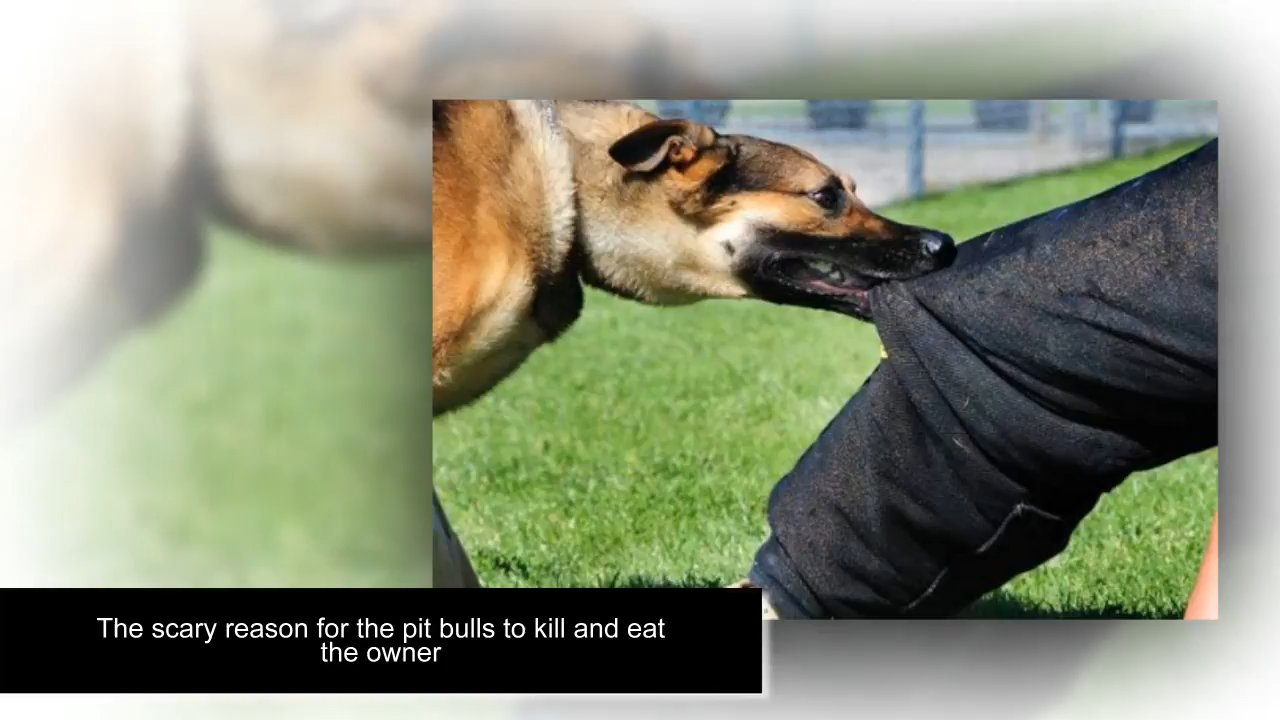 The scary reason for the pit bulls to kill and eat
the owner